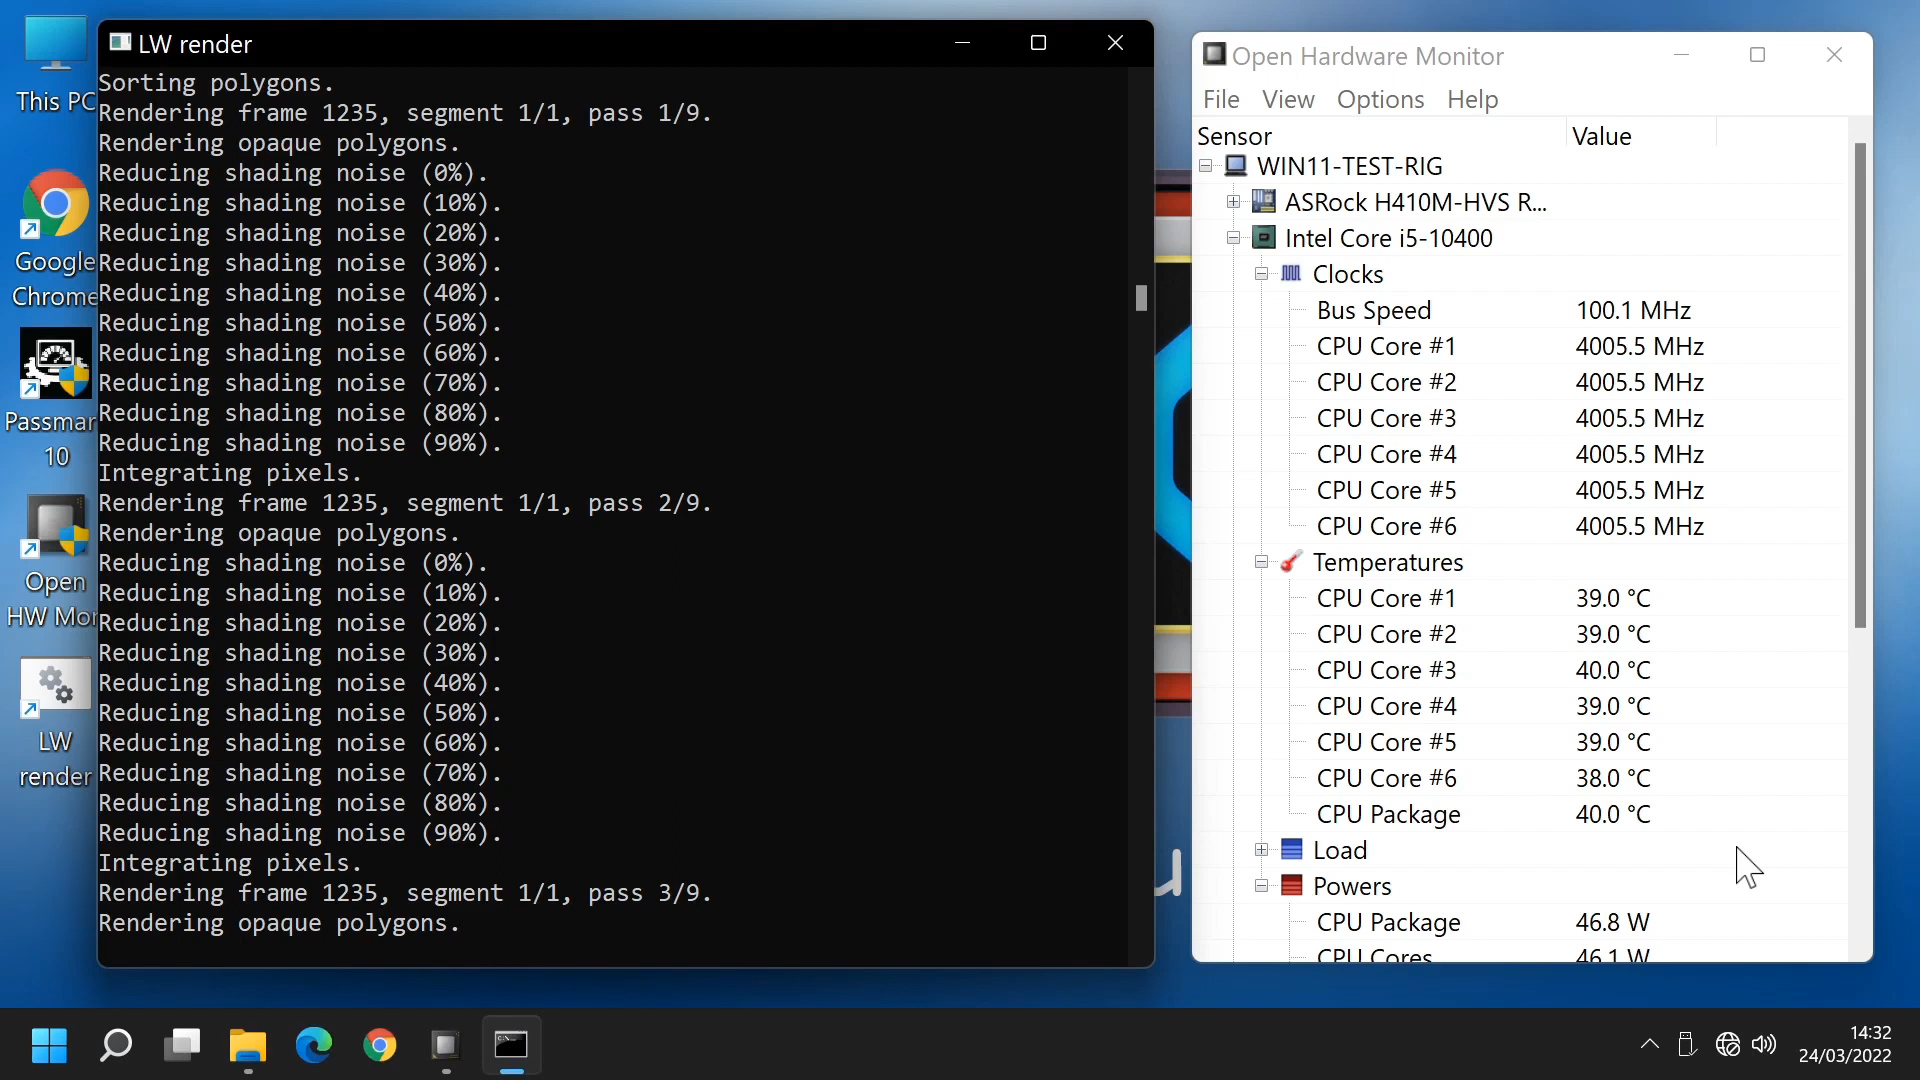 This PC
Google
Chrome
Passmar
10
Open
HW Mor
LW
render
LW render
Sorting polygons.
Rendering frame 1235, segment 1/1, pass 1/9.
Rendering opaque polygons.
Reducing shading noise (0%).
Reducing shading noise (10%).
Reducing shading noise (20%).
Reducing shading noise (30%).
Reducing shading noise (40%).
Reducing shading noise (50%).
Reducing shading noise (60%).
Reducing shading noise (70%).
Reducing shading noise (80%).
Reducing shading noise (90%).
Integrating pixels.
Rendering frame 1235, segment 1/1, pass 2/9.
Rendering opaque polygons.
Reducing shading noise (0%).
Reducing shading noise (10%).
Reducing shading noise (20%).
Reducing shading noise (30%).
Reducing shading noise (40%).
Reducing shading noise (50%).
Reducing shading noise (60%).
Reducing shading noise (70%).
Reducing shading noise (80%).
Reducing shading noise (90%).
Integrating pixels.
Rendering frame 1235, segment 1/1, pass 3/9.
Rendering opaque polygons.
Open Hardware Monitor
File View Options Help
Sensor Value
WIN11-TEST-RIG
ASRock H410M-HVS R...
Intel Core i5-10400
Clocks
Bus Speed 100.1 MHz
CPU Core #1 4005.5 MHz
CPU Core #2 4005.5 MHz
CPU Core #3 4005.5 MHz
CPU Core #4 4005.5 MHz
CPU Core #5 4005.5 MHz
CPU Core #6 4005.5 MHz
Temperatures
CPU Core #1 39.0 °C
CPU Core #2 39.0 °C
CPU Core #3 40.0 °C
CPU Core #4 39.0 °C
CPU Core #5 39.0 °C
CPU Core #6 38.0 °C
CPU Package 40.0 °C
Load
Powers
CPU Package 46.8 W
CPU Cores 46.1 W
14:32
24/03/2022